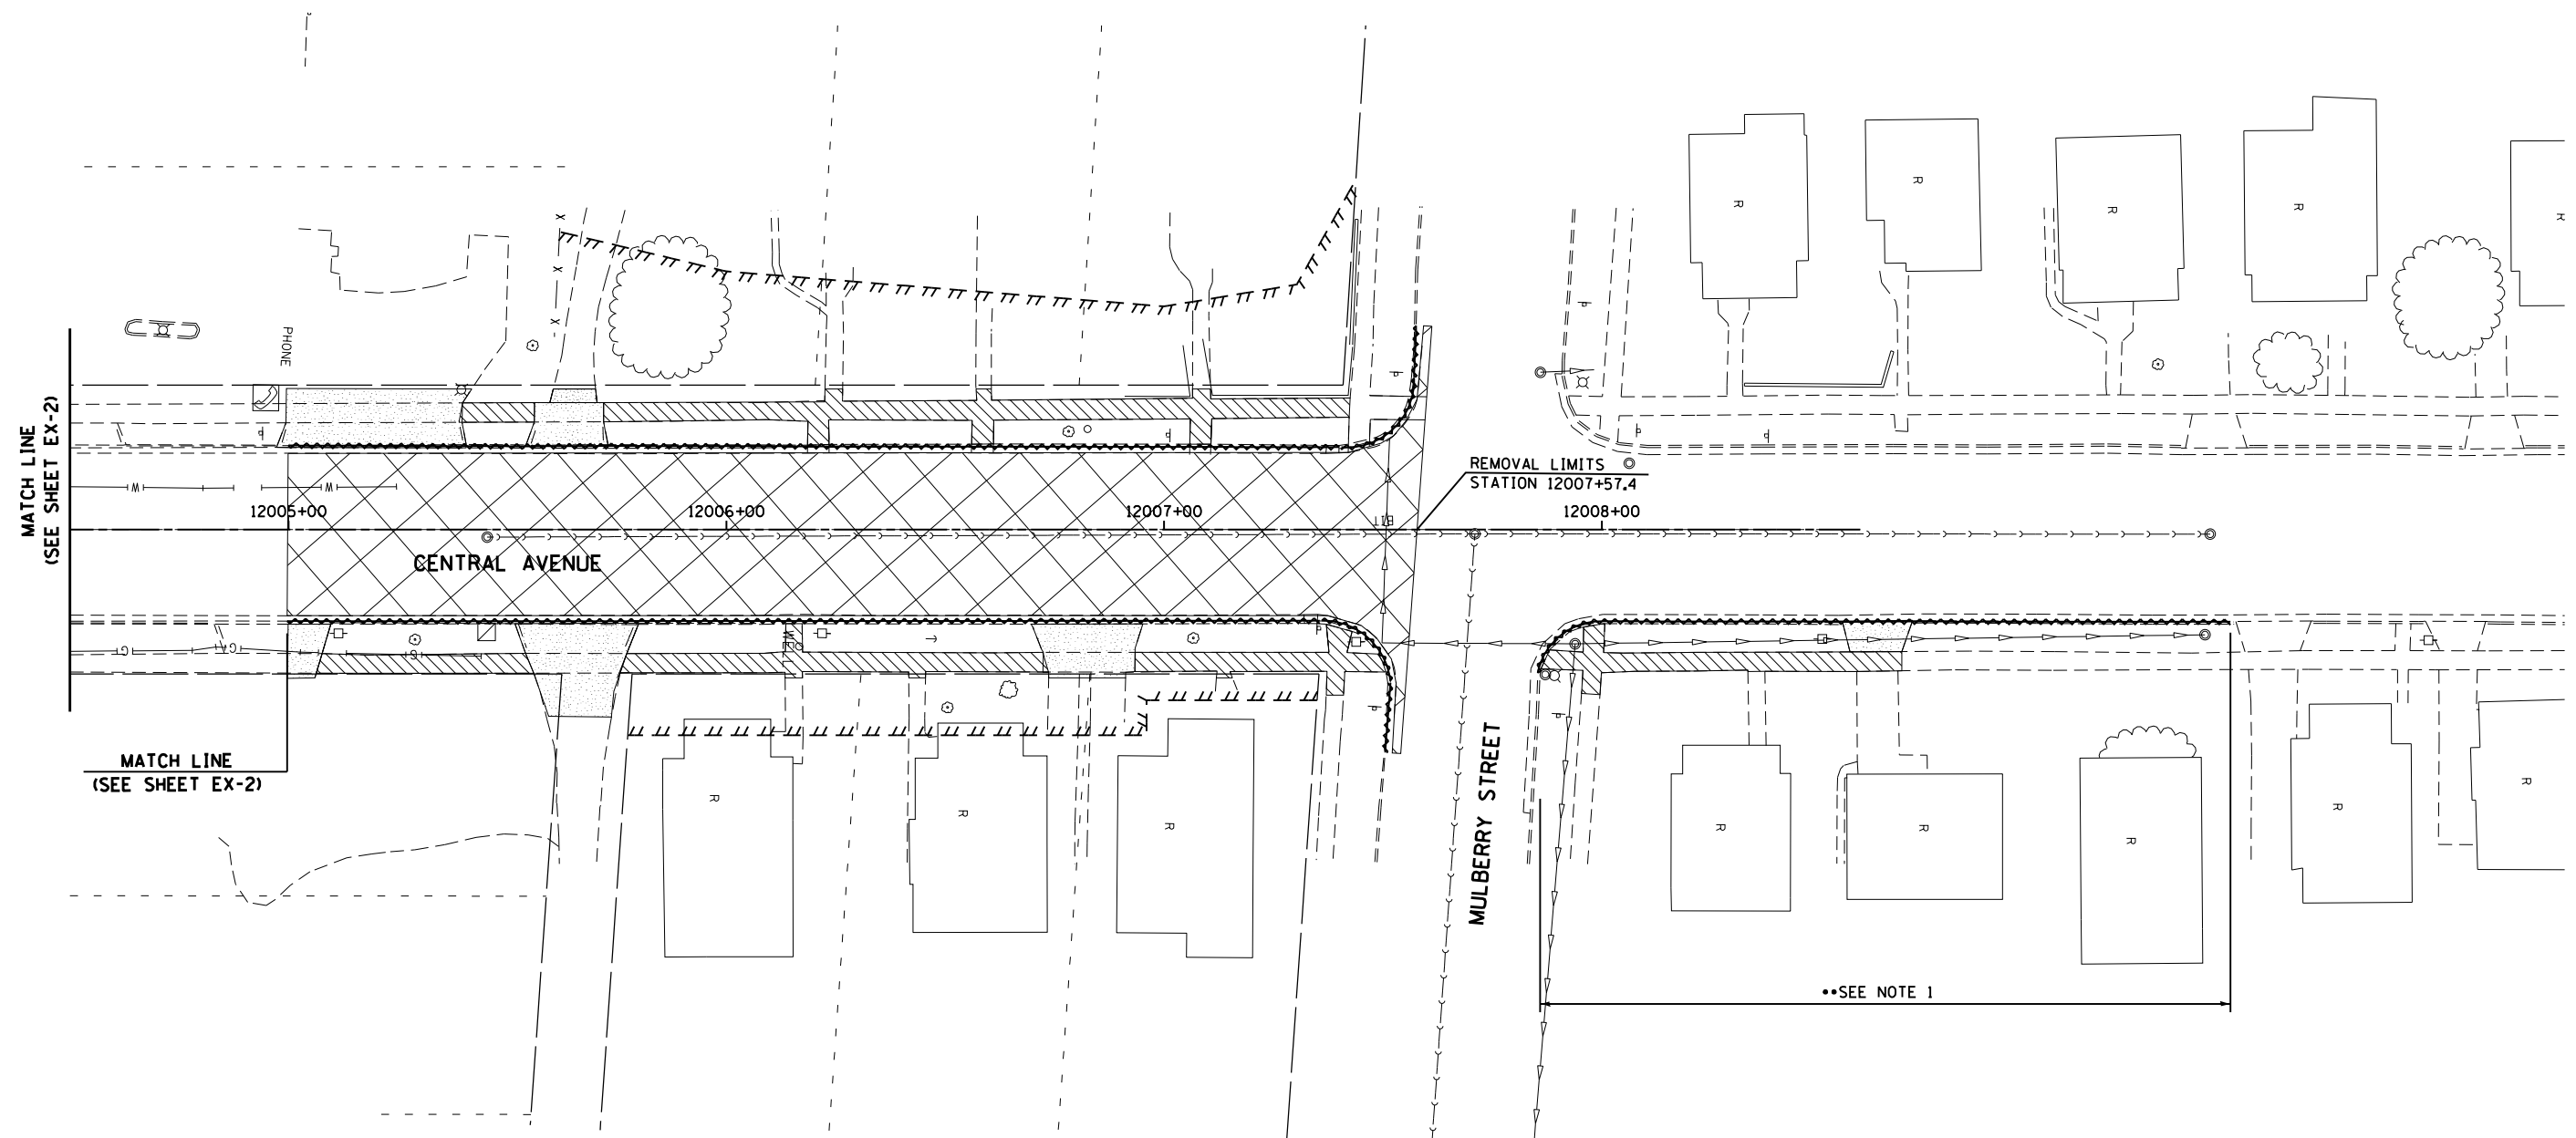 PHONE
MATCH LINE
(SEE SHEET EX-2)
REMOVAL LIMITS
STATION 12007+57.4
W
W
12005+00
12006+00
12007+00
12008+00
BIT
CENTRAL AVENUE
G
G
G
MATCH LINE
(SEE SHEET EX-2)
MULBERRY STREET
R
R
R
R
R
R
R
R
R
R
R
R
R
••SEE NOTE 1